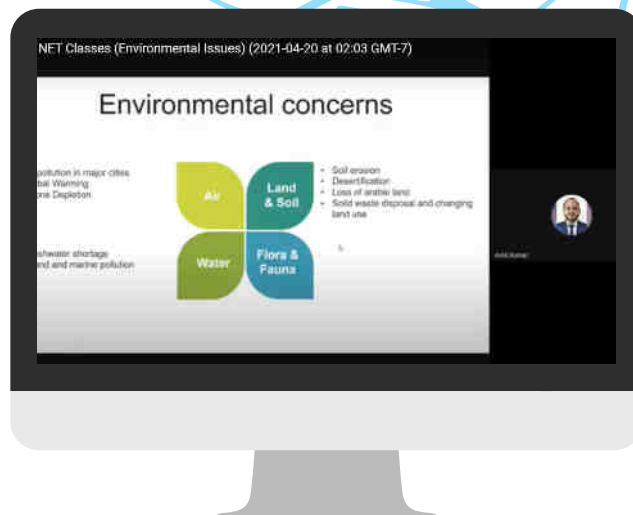 NET Classes (Environmental Issues) (2021-04-20 at 02:03 GMT-7)
Environmental concerns
pollution in major cities
bal Warming
one Depletion
Air
Land
& Soil
• Soil erosion
• Desertification
• Loss of arable land
• Solid waste disposal and changing
land use
shwater shortage
nd and marine pollution
Water
Flora &
Fauna